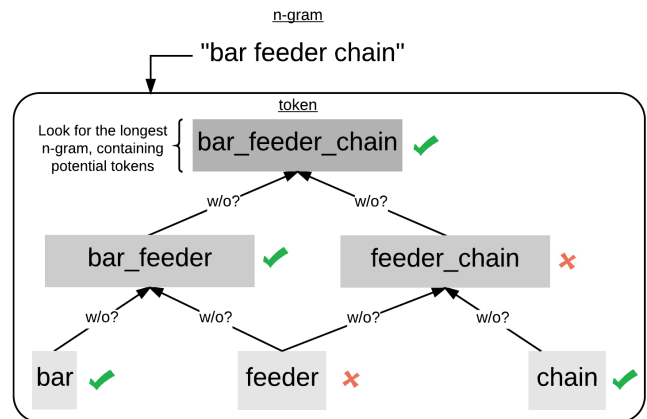 n-gram
"bar feeder chain"
token
Look for the longest
n-gram, containing
potential tokens
bar_feeder_chain
w/o? w/o?
bar_feeder feeder_chain
w/o? w/o? w/o? w/o?
bar feeder chain